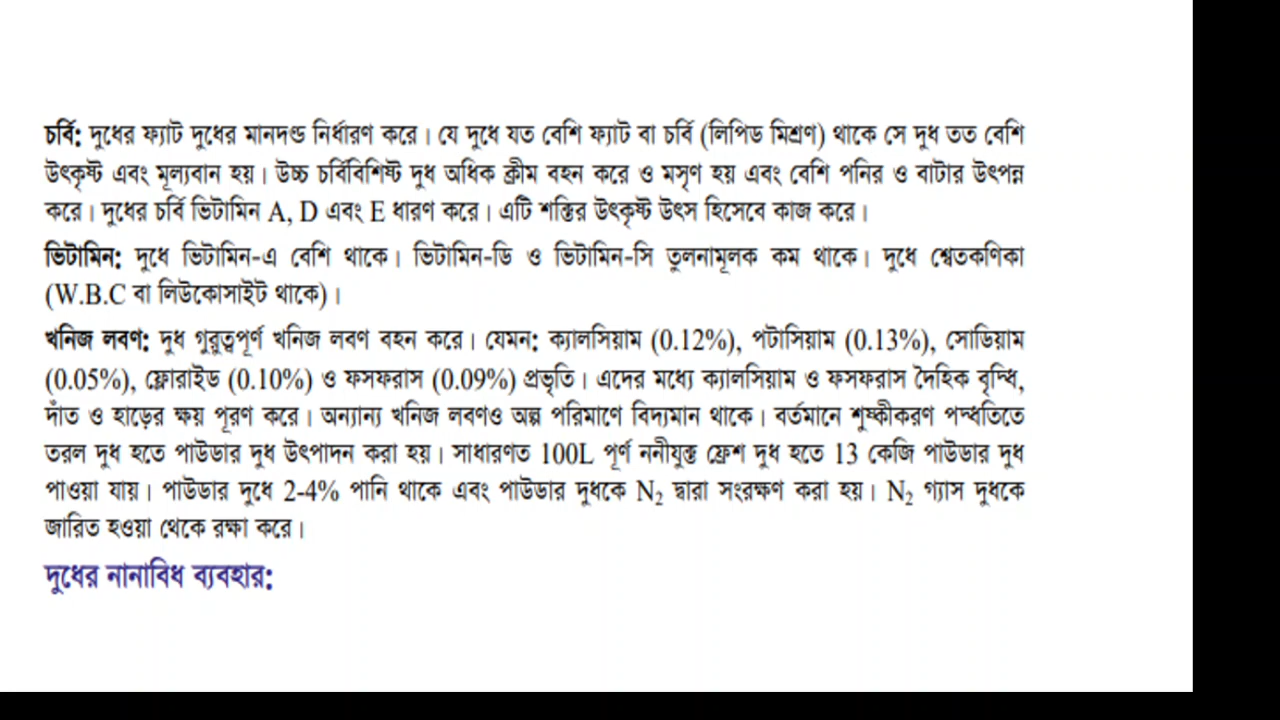 চর্বি: দুধের ফ্যাট দুধের মানদণ্ড নির্ধারণ করে। যে দুধে যত বেশি ফ্যাট বা চর্বি (লিপিড মিশ্রণ) থাকে সে দুধ তত বেশি
উৎকৃষ্ট এবং মূল্যবান হয়। উচ্চ চর্বিবিশিষ্ট দুধ অধিক ক্রীম বহন করে ও মসৃণ হয় এবং বেশি পনির ও বাটার উৎপন্ন
করে। দুধের চর্বি ভিটামিন A, D এবং E ধারণ করে। এটি শক্তির উৎকৃষ্ট উৎস হিসেবে কাজ করে।
ভিটামিন: দুধে ভিটামিন-এ বেশি থাকে। ভিটামিন-ডি ও ভিটামিন-সি তুলনামূলক কম থাকে। দুধে শ্বেতকণিকা
(W.B.C বা লিউকোসাইট থাকে)।
খনিজ লবণ: দুধ গুরুত্বপূর্ণ খনিজ লবণ বহন করে। যেমন: ক্যালসিয়াম (0.12%), পটাসিয়াম (0.13%), সোডিয়াম
(0.05%), ফ্লোরাইড (0.10%) ও ফসফরাস (0.09%) প্রভৃতি। এদের মধ্যে ক্যালসিয়াম ও ফসফরাস দৈহিক বৃদ্ধি,
দাঁত ও হাড়ের ক্ষয় পূরণ করে। অন্যান্য খনিজ লবণও অল্প পরিমাণে বিদ্যমান থাকে। বর্তমানে শুষ্কীকরণ পদ্ধতিতে
তরল দুধ হতে পাউডার দুধ উৎপাদন করা হয়। সাধারণত 100L পূর্ণ ননীযুক্ত ফ্রেশ দুধ হতে 13 কেজি পাউডার দুধ
পাওয়া যায়। পাউডার দুধে 2-4% পানি থাকে এবং পাউডার দুধকে N₂ দ্বারা সংরক্ষণ করা হয়। N₂ গ্যাস দুধকে
জারিত হওয়া থেকে রক্ষা করে।
দুধের নানাবিধ ব্যবহার: